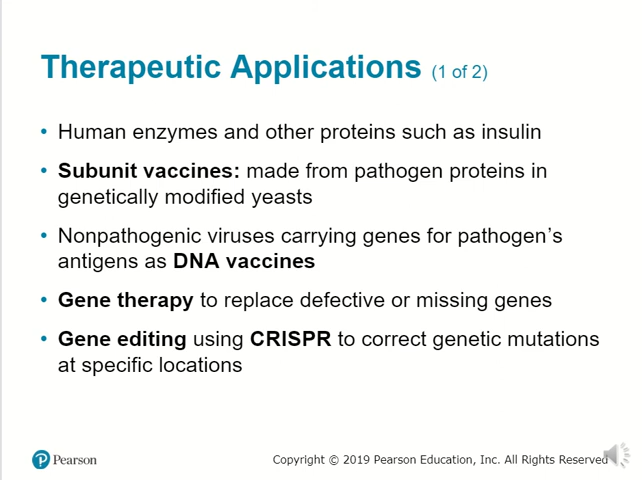 Therapeutic Applications (1 of 2)
• Human enzymes and other proteins such as insulin
• Subunit vaccines: made from pathogen proteins in
genetically modified yeasts
• Nonpathogenic viruses carrying genes for pathogen's
antigens as DNA vaccines
• Gene therapy to replace defective or missing genes
• Gene editing using CRISPR to correct genetic mutations
at specific locations
Pearson
Copyright © 2019 Pearson Education, Inc. All Rights Reserved